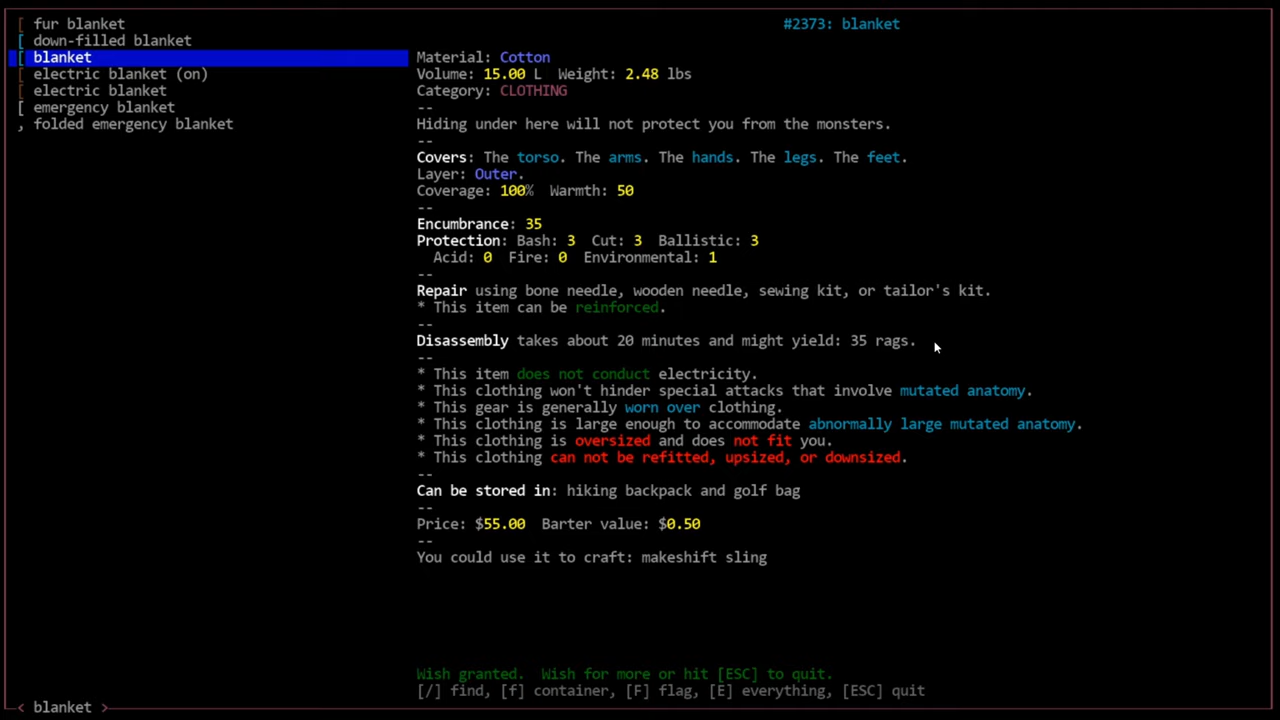 [ fur blanket
[ down-filled blanket
[ blanket
[ electric blanket (on)
[ electric blanket
[ emergency blanket
, folded emergency blanket
#2373: blanket
Material: Cotton
Volume: 15.00 L  Weight: 2.48 lbs
Category: CLOTHING
--
Hiding under here will not protect you from the monsters.
--
Covers: The torso. The arms. The hands. The legs. The feet.
Layer: Outer.
Coverage: 100%  Warmth: 50
--
Encumbrance: 35
Protection: Bash: 3  Cut: 3  Ballistic: 3
Acid: 0  Fire: 0  Environmental: 1
--
Repair using bone needle, wooden needle, sewing kit, or tailor's kit.
* This item can be reinforced.
--
Disassembly takes about 20 minutes and might yield: 35 rags.
--
* This item does not conduct electricity.
* This clothing won't hinder special attacks that involve mutated anatomy.
* This gear is generally worn over clothing.
* This clothing is large enough to accommodate abnormally large mutated anatomy.
* This clothing is oversized and does not fit you.
* This clothing can not be refitted, upsized, or downsized.
--
Can be stored in: hiking backpack and golf bag
--
Price: $55.00  Barter value: $0.50
--
You could use it to craft: makeshift sling
Wish granted.  Wish for more or hit [ESC] to quit.
[/] find, [f] container, [F] flag, [E] everything, [ESC] quit
< blanket >